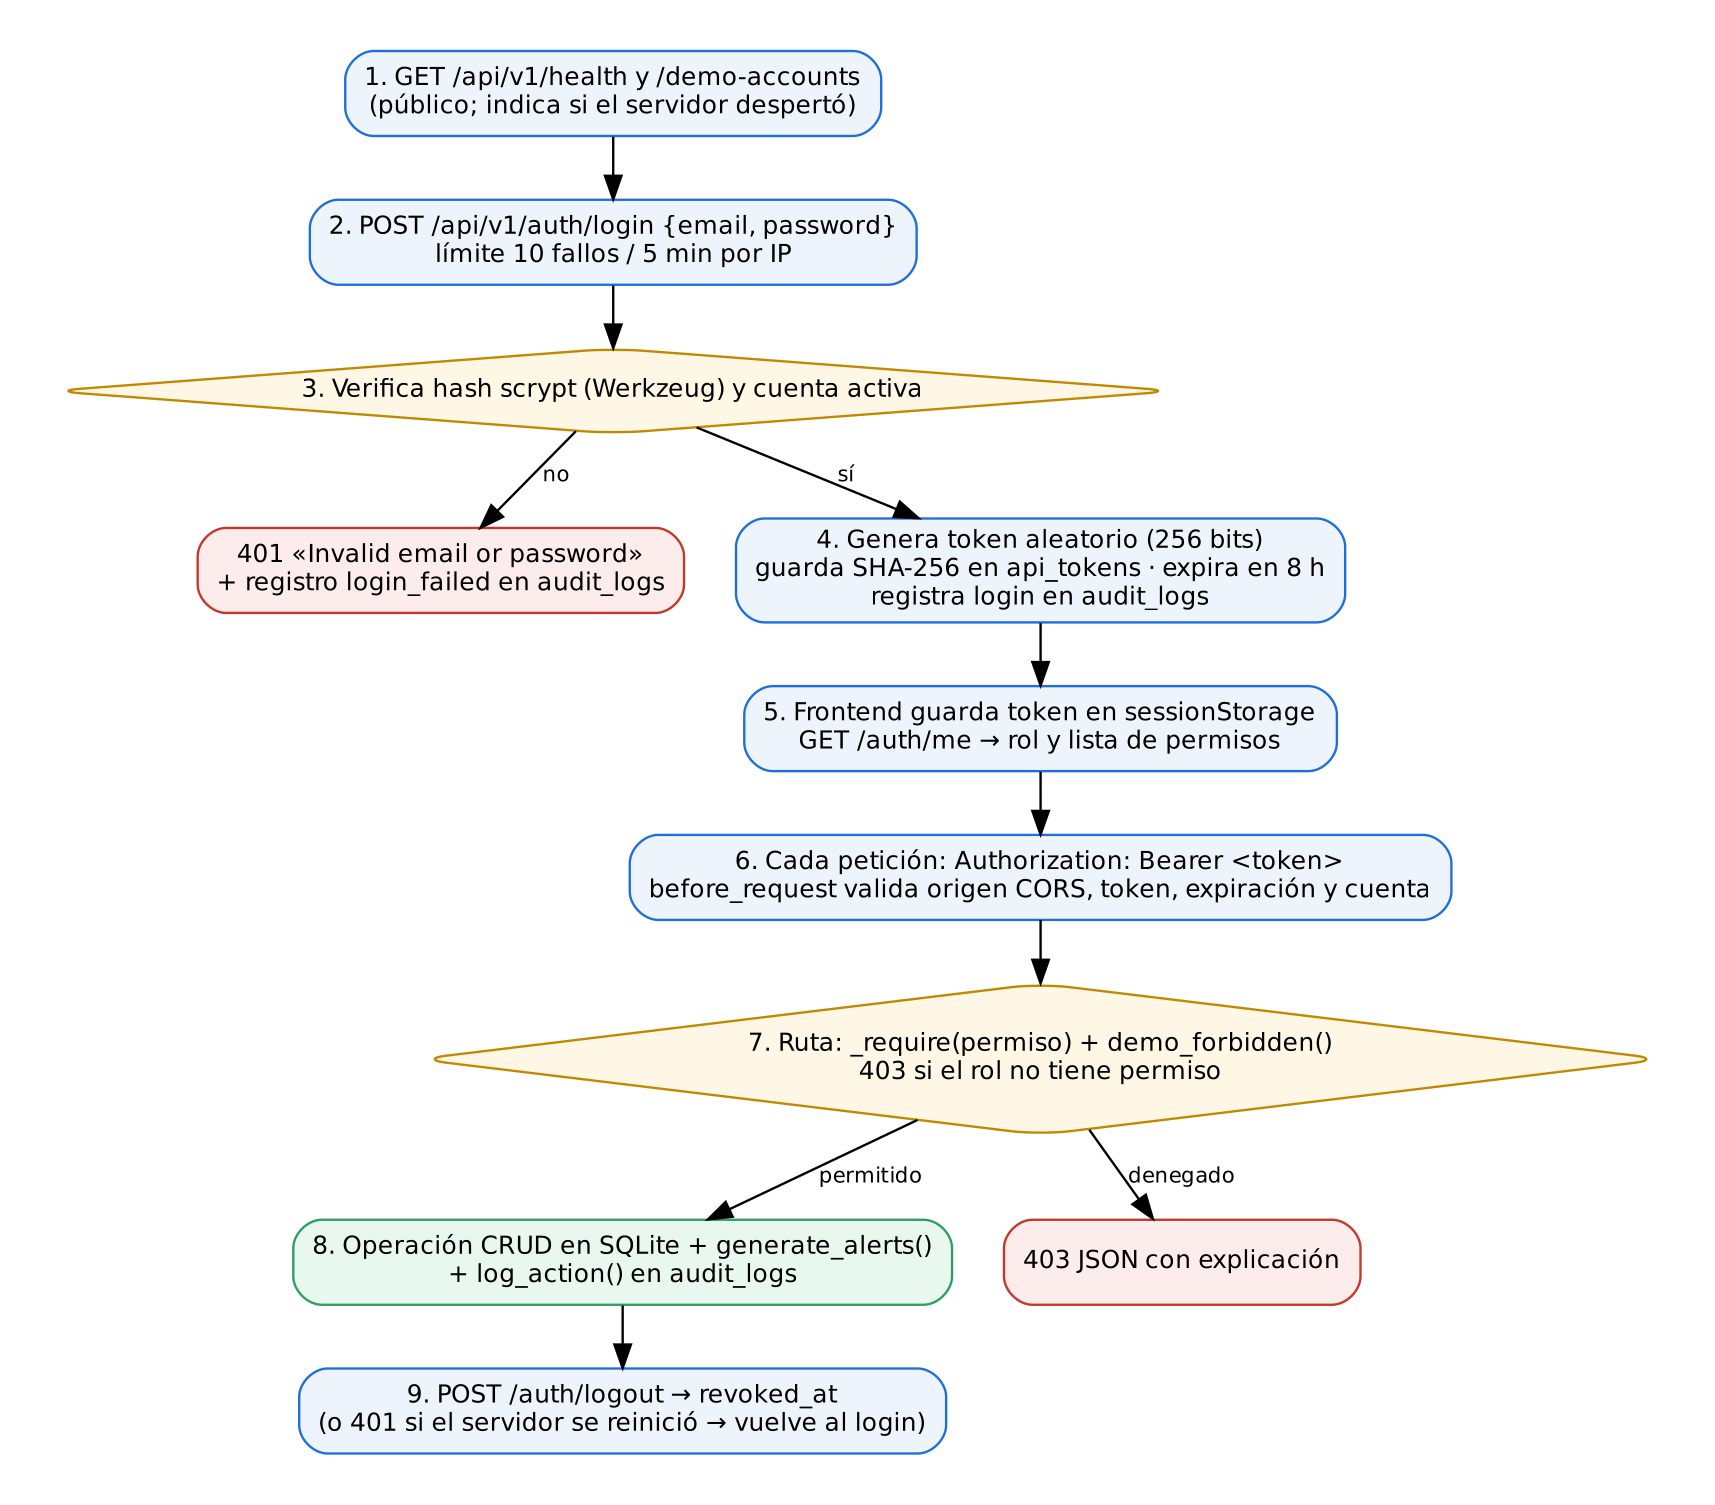 1. GET /api/v1/health y /demo-accounts
(público; indica si el servidor despertó)
2. POST /api/v1/auth/login {email, password}
límite 10 fallos / 5 min por IP
3. Verifica hash scrypt (Werkzeug) y cuenta activa
no
sí
401 «Invalid email or password»
+ registro login_failed en audit_logs
4. Genera token aleatorio (256 bits)
guarda SHA-256 en api_tokens · expira en 8 h
registra login en audit_logs
5. Frontend guarda token en sessionStorage
GET /auth/me → rol y lista de permisos
6. Cada petición: Authorization: Bearer <token>
before_request valida origen CORS, token, expiración y cuenta
7. Ruta: _require(permiso) + demo_forbidden()
403 si el rol no tiene permiso
permitido
denegado
8. Operación CRUD en SQLite + generate_alerts()
+ log_action() en audit_logs
403 JSON con explicación
9. POST /auth/logout → revoked_at
(o 401 si el servidor se reinició → vuelve al login)